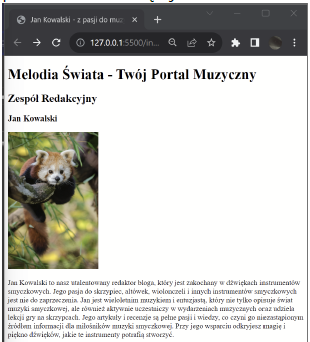 Jan Kowalski - z pasji do muz
127.0.0.1:5500/in...
Melodia Świata - Twój Portal Muzyczny
Zespół Redakcyjny
Jan Kowalski
Jan Kowalski to nasz utalentowany redaktor bloga, który jest zakochany w dźwiękach instrumentów
smyczkowych. Jego pasja do skrzypiec, altówek, wiolonczeli i innych instrumentów smyczkowych
jest nie do zaprzeczenia. Jan jest wieloletnim muzykiem i entuzjastą, który nie tylko opisuje świat
muzyki smyczkowej, ale również aktywnie uczestniczy w wydarzeniach muzycznych oraz udziela
lekcji gry na skrzypcach. Jego artykuły i recenzje są pełne pasji i wiedzy, co czyni go niezastąpionym
źródłem informacji dla miłośników muzyki smyczkowej. Przy jego wsparciu odkryjesz magię i
piękno dźwięków, jakie te instrumenty potrafią stworzyć.